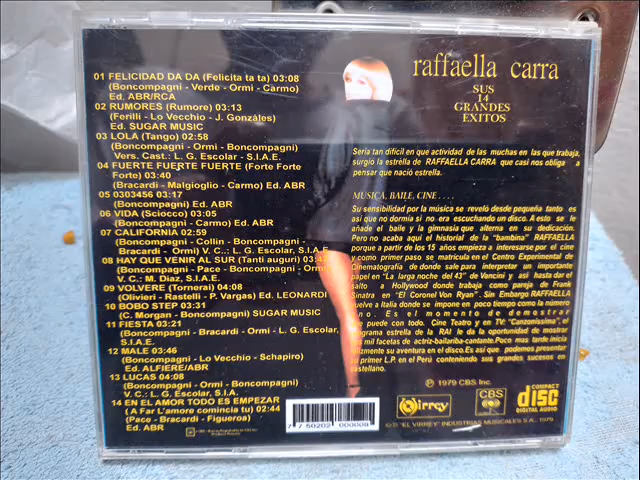 01 FELICIDAD DA DA (Felicita ta ta) 03:08
(Boncompagni - Verde - Ormi - Carmo)
Ed. ABR/RCA
02 RUMORES (Rumore) 03:13
(Ferilli - Lo Vecchio - J. Gonzáles)
Ed. SUGAR MUSIC
03 LOLA (Tango) 02:58
(Boncompagni - Ormi - Boncompagni)
Vers. Cast.: L. G. Escolar - S.I.A.E.
04 FUERTE FUERTE FUERTE (Forte Forte
Forte) 03:40
(Bracardi - Malgioglio - Carmo) Ed. ABR
05 0303456 03:17
(Boncompagni) Ed. ABR
06 VIDA (Sciocco) 03:05
(Boncompagni - Carmo) Ed. ABR
07 CALIFORNIA 02:59
(Boncompagni - Collin - Boncompagni -
Bracardi - Ormi) V. C.: L. G. Escolar, S.I.A.E
08 HAY QUE VENIR AL SUR (Tanti auguri)
(Boncompagni - Pace - Boncompagni - Ormi)
V. C.: M. Diaz, S.I.A.E.
09 VOLVERE (Tornerai) 04:08
(Olivieri - Rastelli - P. Vargas) Ed. LEONARDI
10 BOBO STEP 03:31
(C. Morgan - Boncompagni) SUGAR MUSIC
11 FIESTA 03:21
(Boncompagni - Bracardi - Ormi - L. G. Escolar,
S.I.A.E.
12 MALE 03:46
(Boncompagni - Lo Vecchio - Schapiro)
Ed. ALFIERE/ABR
13 LUCAS 04:08
(Boncompagni - Ormi - Boncompagni)
V. C.: L. G. Escolar, S.I.A.
14 EN EL AMOR TODO ES EMPEZAR
(A Far L'amore comincia tu) 02:44
(Pace - Bracardi - Figueroa)
Ed. ABR
raffaella carra
SUS
14
GRANDES
EXITOS
Sería tan difícil en que actividad de las muchas en las que trabaja,
surgió la estrella de RAFFAELLA CARRA que casi nos obliga a
pensar que nació estrella.
MUSICA, BAILE, CINE . . . .
Su sensibilidad por la música se reveló desde pequeña tanto es
así que no dormía si no era escuchando un disco. A esto se le
añade el baile y la gimnasia que alterna en su dedicación.
Pero no acaba aquí el historial de la "bambina" RAFFAELLA
porque a partir de los 15 años empieza a interesarse por el cine
y como primer paso se matrícula en el Centro Experimental de
Cinematografía de donde sale para interpretar un importante
papel en "La larga noche del 43" de Vancini y así hasta dar el
salto a Hollywood donde trabaja como pareja de Frank
Sinatra en "El Coronel Von Ryan". Sin Embargo RAFFAELLA
vuelve a Italia donde se impone en poco tiempo como la número
uno. Es el momento de demostrar
que puede con todo. Cine Teatro y en TV: "Canzonissima", el
programa estrella de la RAI le da la oportunidad de mostrar
mil facetas de actriz-bailarina-cantante. Poco mas tarde inicia
su aventura en el disco. Es así que podemos presentar
su primer L.P. en el Perú conteniendo sus grandes sucesos en
castellano.
℗ 1979 CBS Inc.
Virrey
CBS
COMPACT
disc
DIGITAL AUDIO
7 50202 000008
"EL VIRREY" INDUSTRIAS MUSICALES S.A. 1979